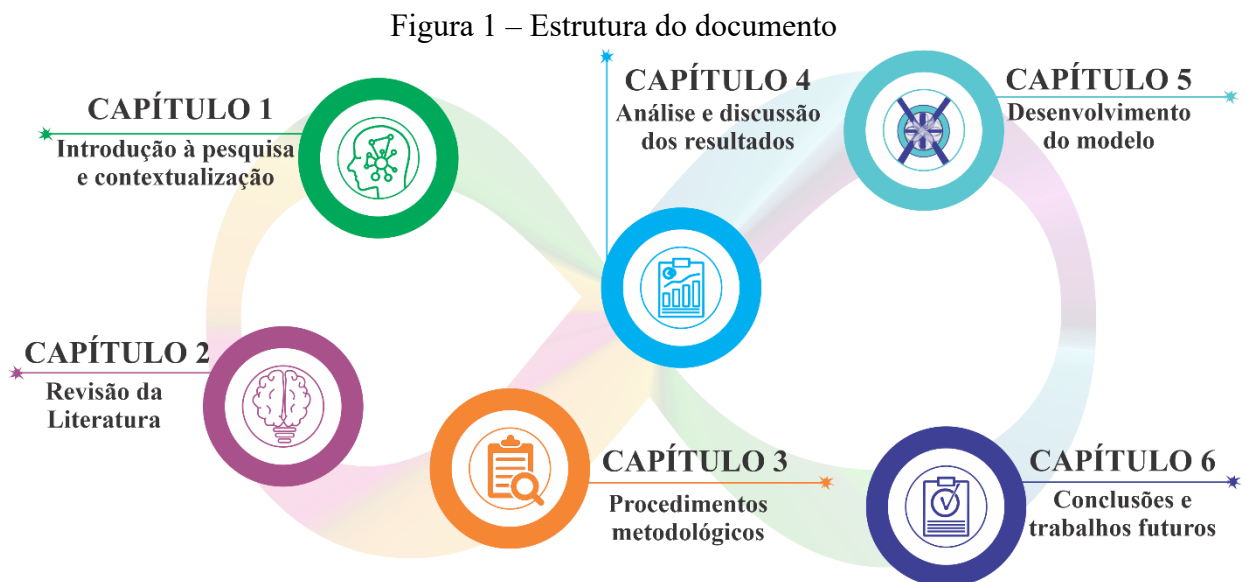 Figura 1 – Estrutura do documento
CAPÍTULO 1
Introdução à pesquisa
e contextualização
CAPÍTULO 2
Revisão da
Literatura
CAPÍTULO 3
Procedimentos
metodológicos
CAPÍTULO 4
Análise e discussão
dos resultados
CAPÍTULO 5
Desenvolvimento
do modelo
CAPÍTULO 6
Conclusões e
trabalhos futuros